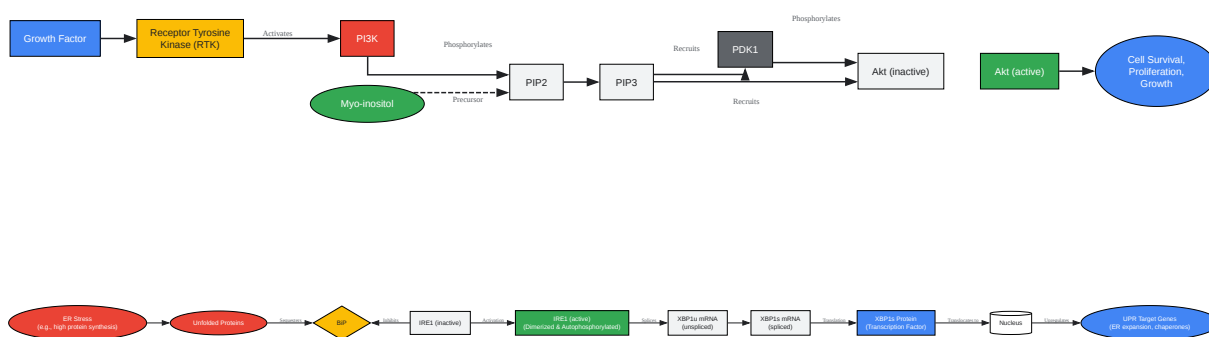 Growth Factor
Receptor Tyrosine
Kinase (RTK)
Activates
PI3K
Phosphorylates
Myo-inositol
Precursor
PIP2
PIP3
Recruits
PDK1
Recruits
Phosphorylates
Akt (inactive)
Akt (active)
Cell Survival,
Proliferation,
Growth
ER Stress
(e.g., high protein synthesis)
Unfolded Proteins
Sequesters
BiP
Inhibits
IRE1 (inactive)
Activation
IRE1 (active)
(Dimerized & Autophosphorylated)
Splices
XBP1u mRNA
(unspliced)
XBP1s mRNA
(spliced)
Translation
XBP1s Protein
(Transcription Factor)
Translocates to
Nucleus
Upregulates
UPR Target Genes
(ER expansion, chaperones)